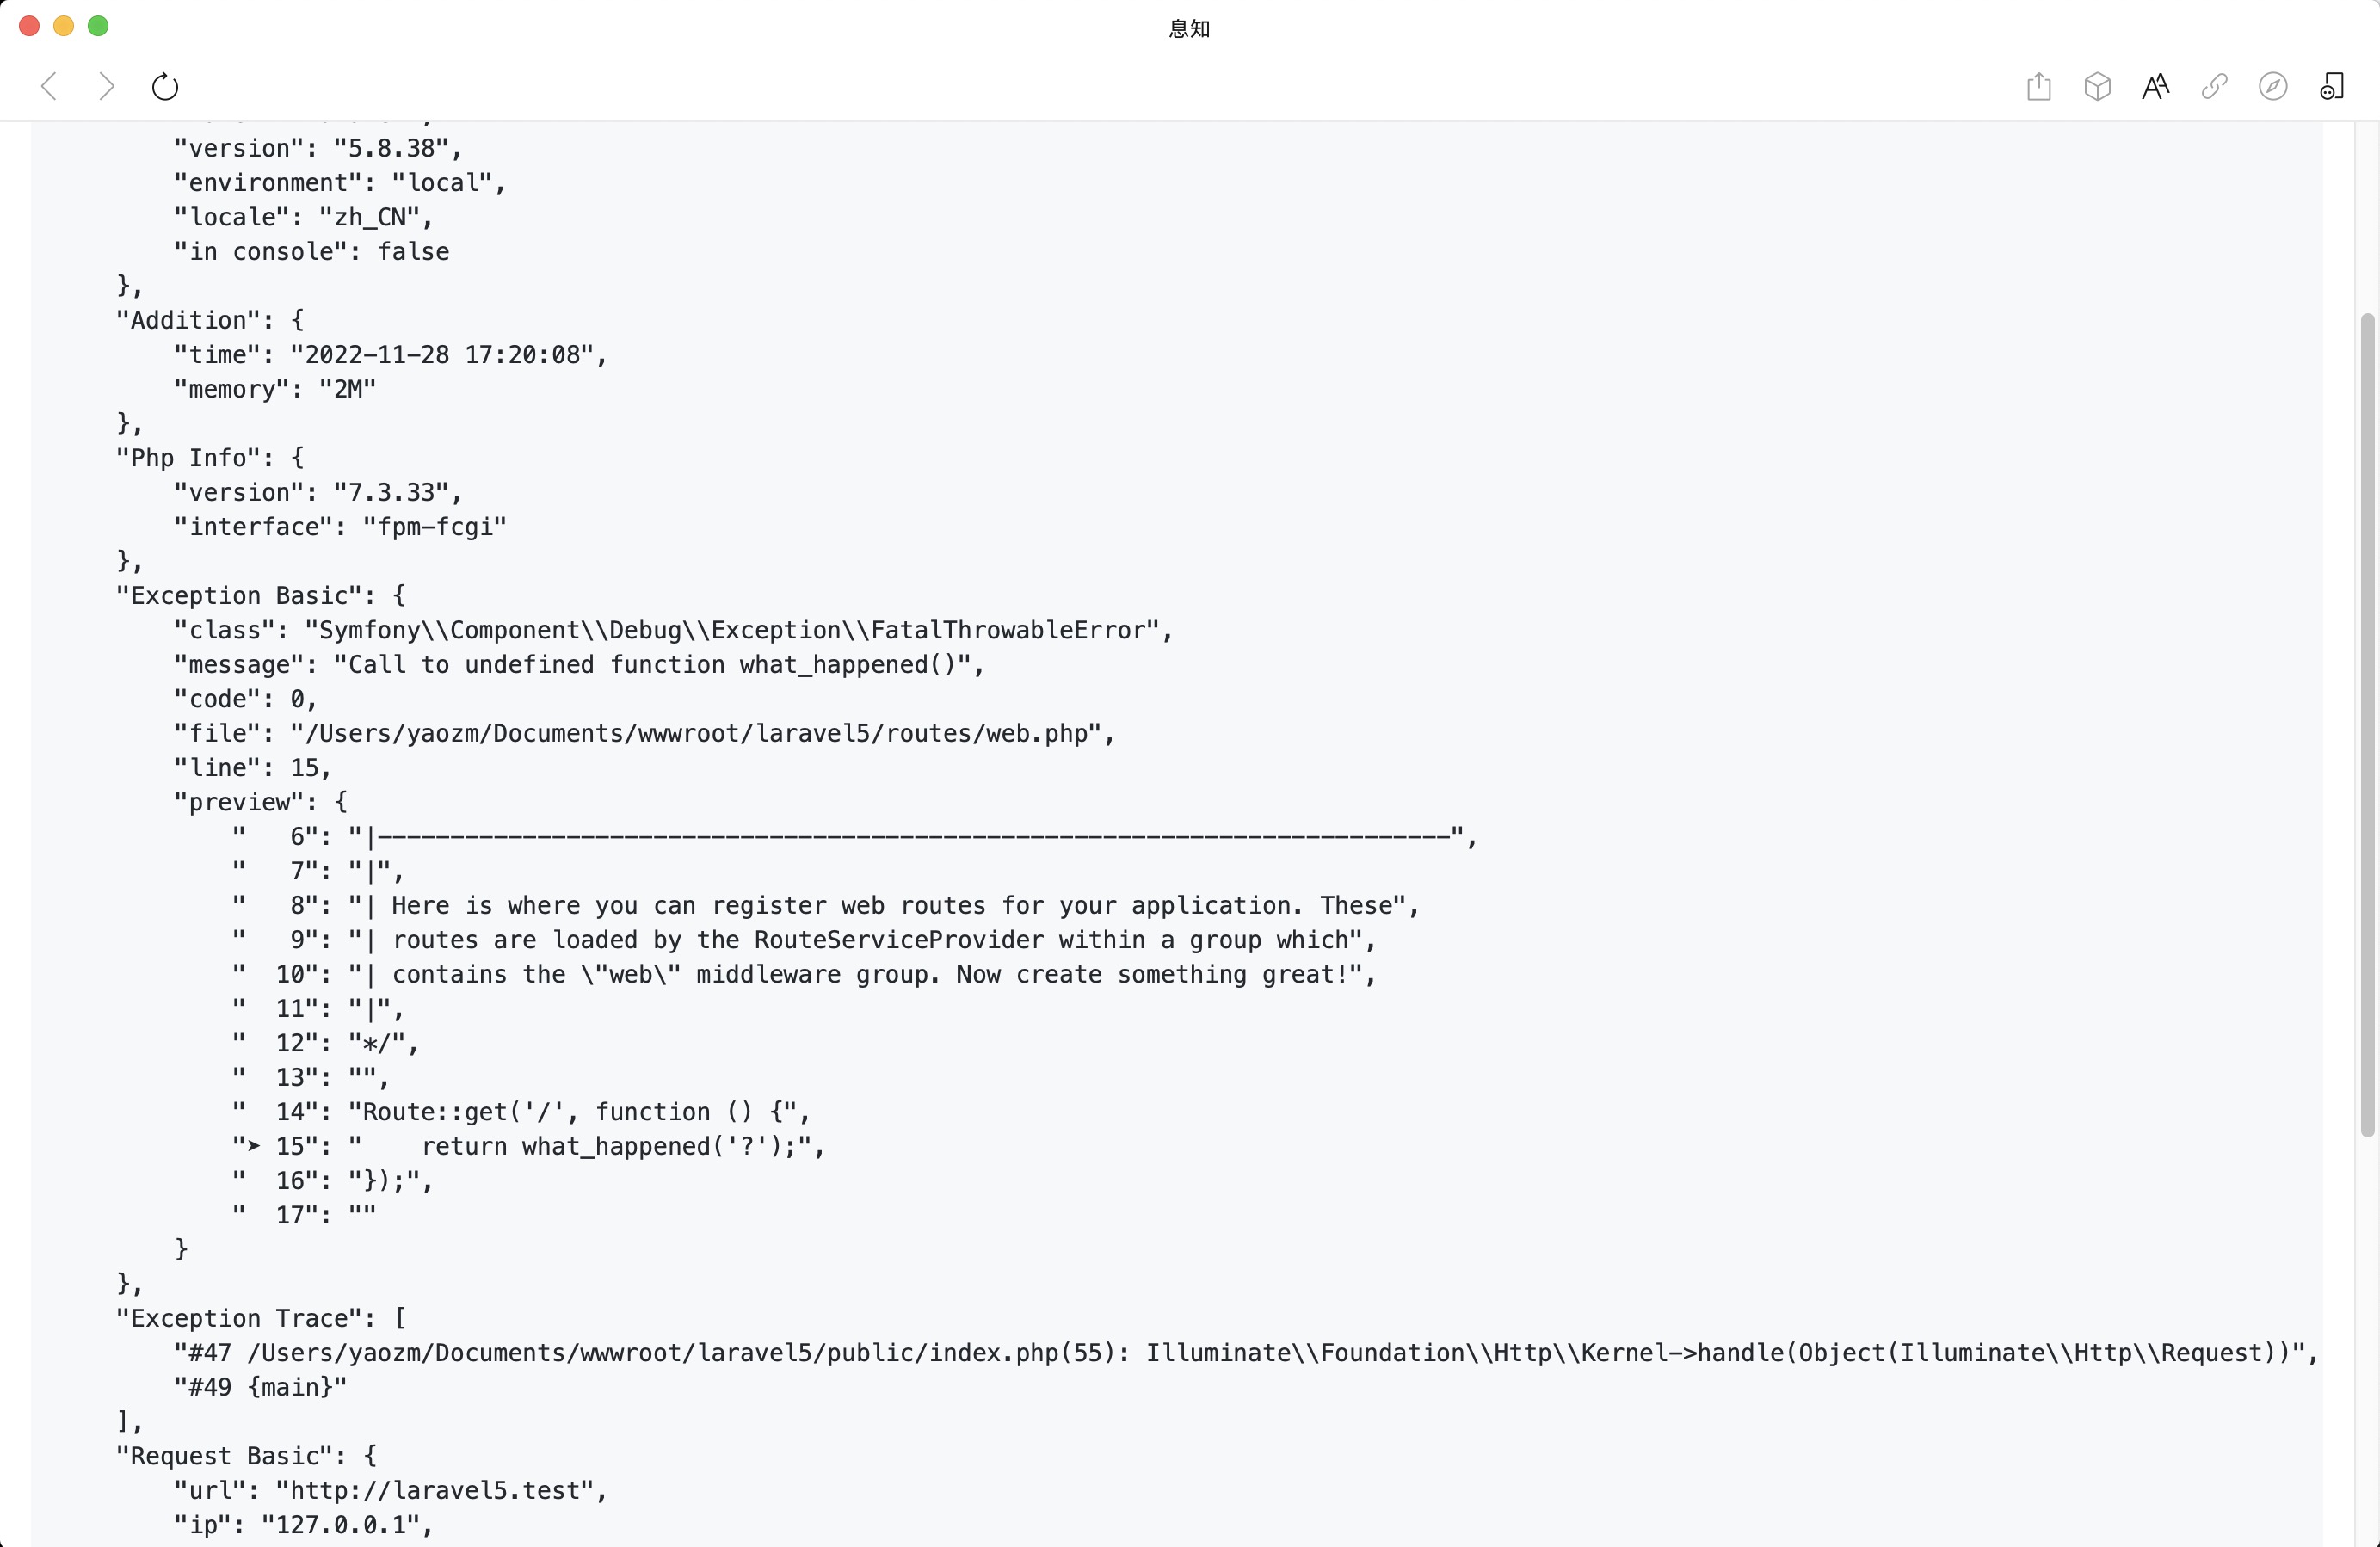 息知
"version": "5.8.38",
"environment": "local",
"locale": "zh_CN",
"in console": false
},
"Addition": {
"time": "2022-11-28 17:20:08",
"memory": "2M"
},
"Php Info": {
"version": "7.3.33",
"interface": "fpm-fcgi"
},
"Exception Basic": {
"class": "Symfony\\Component\\Debug\\Exception\\FatalThrowableError",
"message": "Call to undefined function what_happened()",
"code": 0,
"file": "/Users/yaozm/Documents/wwwroot/laravel5/routes/web.php",
"line": 15,
"preview": {
"   6": "|--------------------------------------------------------------------------",
"   7": "|",
"   8": "| Here is where you can register web routes for your application. These",
"   9": "| routes are loaded by the RouteServiceProvider within a group which",
"  10": "| contains the \"web\" middleware group. Now create something great!",
"  11": "|",
"  12": "*/",
"  13": "",
"  14": "Route::get('/', function () {",
"➤ 15": "    return what_happened('?');",
"  16": "});",
"  17": ""
}
},
"Exception Trace": [
"#47 /Users/yaozm/Documents/wwwroot/laravel5/public/index.php(55): Illuminate\\Foundation\\Http\\Kernel->handle(Object(Illuminate\\Http\\Request))",
"#49 {main}"
],
"Request Basic": {
"url": "http://laravel5.test",
"ip": "127.0.0.1",